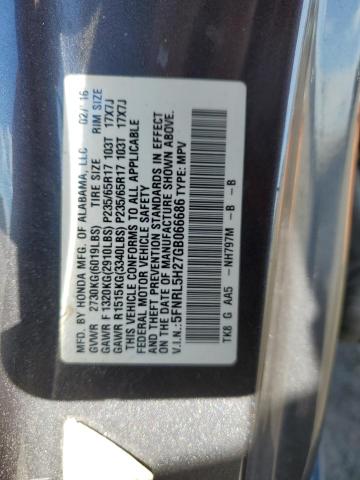 MFD. BY HONDA MFG. OF ALABAMA, LLC 02/16
GVWR 2730KG(6019LBS) TIRE SIZE RIM SIZE
GAWR F 1320KG(2910LBS) P235/65R17 103T 17X7J
GAWR R 1515KG(3340LBS) P235/65R17 103T 17X7J
THIS VEHICLE CONFORMS TO ALL APPLICABLE
FEDERAL MOTOR VEHICLE SAFETY
AND THEFT PREVENTION STANDARDS IN EFFECT
ON THE DATE OF MANUFACTURE SHOWN ABOVE.
V.I.N.: 5FNRL5H27GB066686 TYPE: MPV
TK8 G AA5 -NH797M -B -B